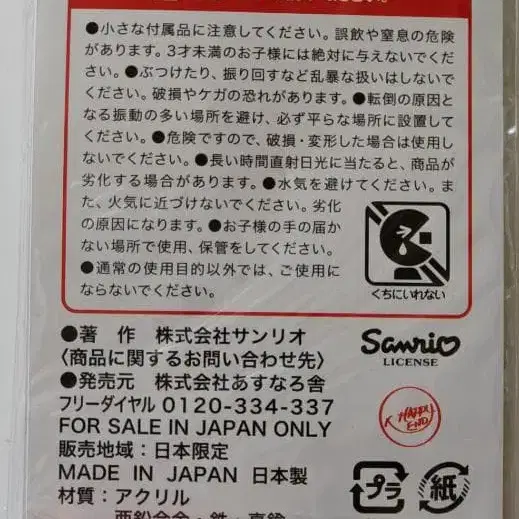 ●小さな付属品に注意してください。誤飲や窒息の危険
があります。3才未満のお子様には絶対に与えないでくだ
さい。●ぶつけたり、振り回すなど乱暴な扱いはしないで
ください。破損やケガの恐れがあります。●転倒の原因と
なる振動の多い場所を避け、必ず平らな場所に設置して
ください。●危険ですので、破損・変形した場合は使用し
ないでください。●長い時間直射日光に当たると、商品が
劣化する場合があります。●水気を避けてください。ま
た、火気に近づけないでください。劣化
の原因になります。●お子様の手の届か
ない場所で使用、保管をしてください。
●通常の使用目的以外では、ご使用に
ならないでください。
くちにいれない
●著 作 株式会社サンリオ
〈商品に関するお問い合わせ先〉
●発売元 株式会社あすなろ舎
フリーダイヤル 0120-334-337
FOR SALE IN JAPAN ONLY
販売地域:日本限定
MADE IN JAPAN 日本製
材質:アクリル
亜鉛合金・鉄・真鍮
Sanrio
LICENSE
プラ
紙